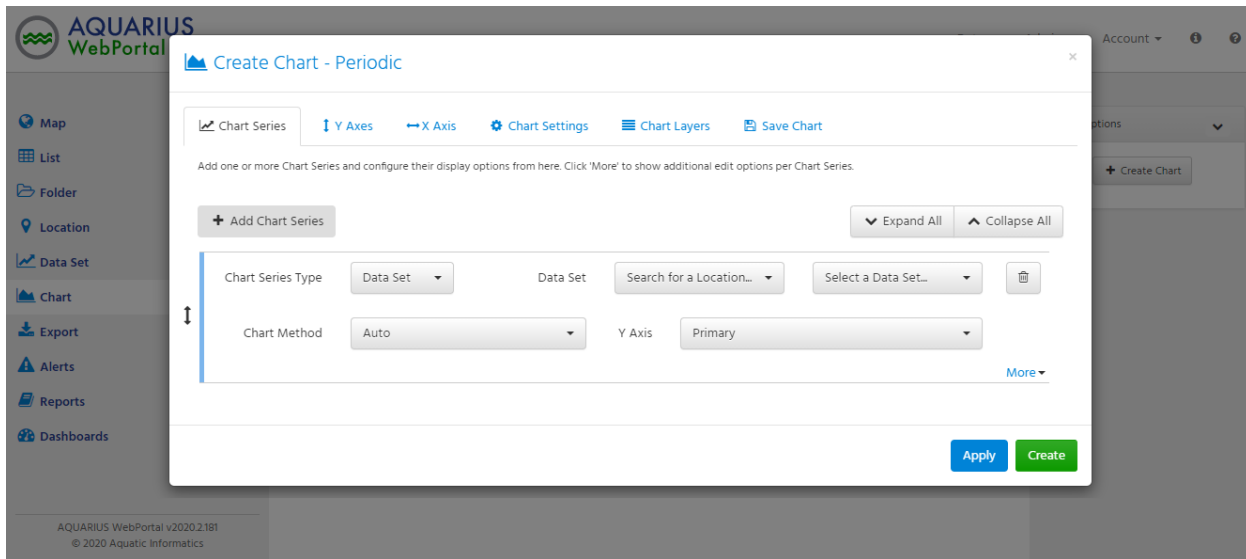 AQUARIUS
WebPortal
Account
Create Chart - Periodic
Map
List
Folder
Location
Data Set
Chart
Export
Alerts
Reports
Dashboards
Chart Series Y Axes X Axis Chart Settings Chart Layers Save Chart
Add one or more Chart Series and configure their display options from here. Click 'More' to show additional edit options per Chart Series.
Add Chart Series Expand All Collapse All
Chart Series Type Data Set Data Set Search for a Location... Select a Data Set...
Chart Method Auto Y Axis Primary
More
Apply Create
ptions
+ Create Chart
AQUARIUS WebPortal v2020.2.181
© 2020 Aquatic Informatics